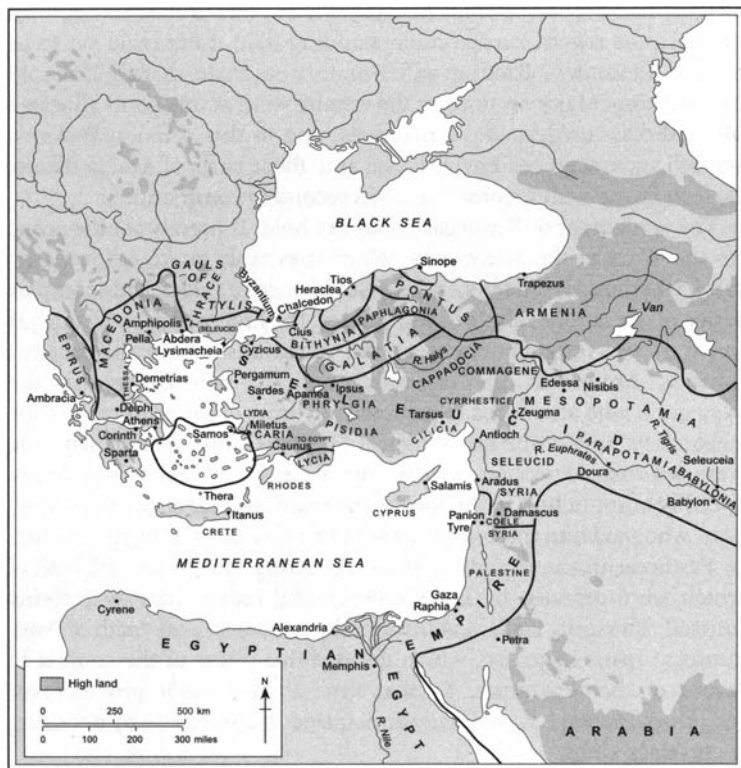 BLACK SEA
GAULS
OF
TYLIS
THRACE
(SELEUCID)
MACEDONIA
EPIRUS
THESSALY
Byzantium
Chalcedon
Heraclea
Tios
Sinope
Trapezus
PONTUS
PAPHLAGONIA
BITHYNIA
GALATIA
ARMENIA
L. Van
Amphipolis
Pella
Abdera
Lysimacheia
Cius
Cyzicus
R. Halys
CAPPADOCIA
COMMAGENE
Edessa
Nisibis
Demetrias
Pergamum
Sardes
Apamea
Ipsus
PHRYGIA
CYRRHESTICE
Zeugma
MESOPOTAMIA
R. Tigris
Ambracia
Delphi
Athens
LYDIA
Miletus
PISIDIA
Tarsus
CILICIA
Antioch
SELEUCID
PARAPOTAMIA
BABYLONIA
Seleuceia
Corinth
Samos
CARIA
TO EGYPT
Caunus
LYCIA
SELEUCID
R. Euphrates
Doura
Sparta
RHODES
Salamis
Aradus
SYRIA
Babylon
Thera
Itanus
CYPRUS
Panion
Damascus
CRETE
Tyre
COELE
SYRIA
MEDITERRANEAN SEA
PALESTINE
Cyrene
Alexandria
Gaza
Raphia
EGYPTIAN EMPIRE
Petra
Memphis
EGYPT
R. Nile
ARABIA
High land
N
0 250 500 km
0 100 200 300 miles